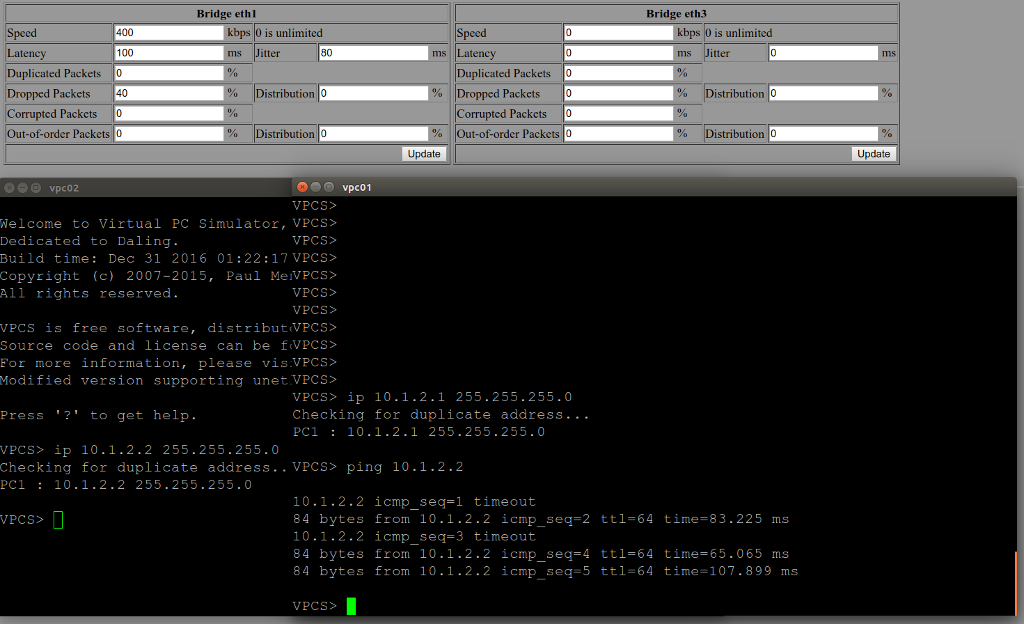 Bridge eth1
Speed 400 kbps 0 is unlimited
Latency 100 ms Jitter 80 ms
Duplicated Packets 0 %
Dropped Packets 40 % Distribution 0 %
Corrupted Packets 0 %
Out-of-order Packets 0 % Distribution 0 %
Update
Bridge eth3
Speed 0 kbps 0 is unlimited
Latency 0 ms Jitter 0 ms
Duplicated Packets 0 %
Dropped Packets 0 % Distribution 0 %
Corrupted Packets 0 %
Out-of-order Packets 0 % Distribution 0 %
Update
vpc02
Welcome to Virtual PC Simulator,
Dedicated to Daling.
Build time: Dec 31 2016 01:22:17
Copyright (c) 2007-2015, Paul
All rights reserved.
VPCS is free software,
Source code and license can be
For more information, please
Modified version supporting
Press '?' to get help.
VPCS> ip 10.1.2.2 255.255.255.0
Checking for duplicate address..
PC1 : 10.1.2.2 255.255.255.0
VPCS>
vpc01
VPCS>
VPCS>
VPCS>
VPCS>
VPCS>
VPCS>
VPCS>
VPCS>
VPCS>
VPCS>
VPCS>
VPCS> ip 10.1.2.1 255.255.255.0
Checking for duplicate address...
PC1 : 10.1.2.1 255.255.255.0
VPCS> ping 10.1.2.2
10.1.2.2 icmp_seq=1 timeout
84 bytes from 10.1.2.2 icmp_seq=2 ttl=64 time=83.225 ms
10.1.2.2 icmp_seq=3 timeout
84 bytes from 10.1.2.2 icmp_seq=4 ttl=64 time=65.065 ms
84 bytes from 10.1.2.2 icmp_seq=5 ttl=64 time=107.899 ms
VPCS>